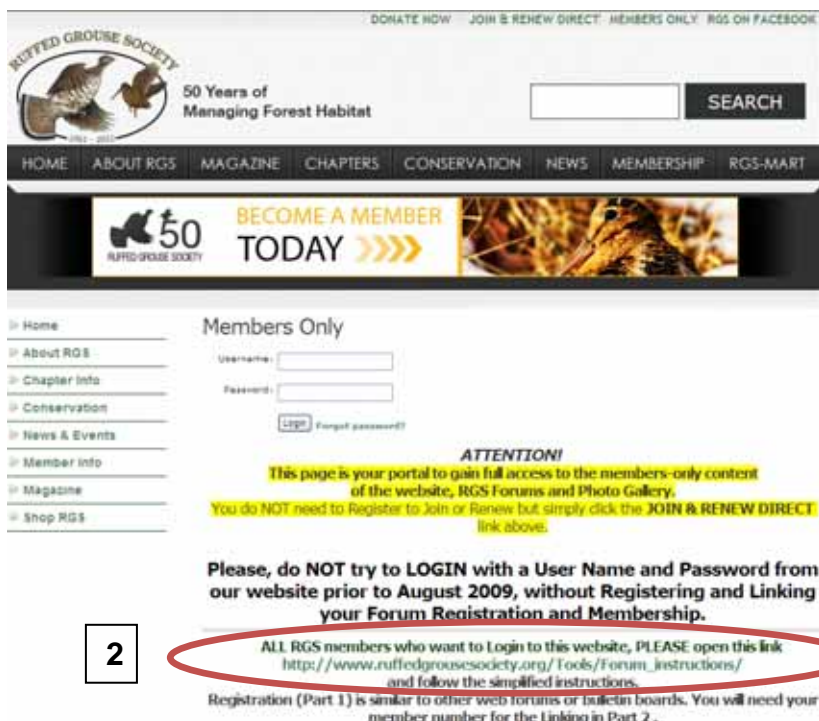 DONATE NOW JOIN & RENEW DIRECT MEMBERS ONLY RGS ON FACEBOOK
RUFFED GROUSE SOCIETY
50 Years of
Managing Forest Habitat
SEARCH
HOME ABOUT RGS MAGAZINE CHAPTERS CONSERVATION NEWS MEMBERSHIP RGS-MART
50
RUFFED GROUSE SOCIETY
BECOME A MEMBER
TODAY
Home
About RGS
Chapter Info
Conservation
News & Events
Member Info
Magazine
Shop RGS
Members Only
Username:
Password:
Login Forgot password?
ATTENTION!
This page is your portal to gain full access to the members-only content
of the website, RGS Forums and Photo Gallery.
You do NOT need to Register to Join or Renew but simply click the JOIN & RENEW DIRECT
link above.
Please, do NOT try to LOGIN with a User Name and Password from
our website prior to August 2009, without Registering and Linking
your Forum Registration and Membership.
2
ALL RGS members who want to Login to this website, PLEASE open this link
http://www.ruffedgrousesociety.org/Tools/Forum_instructions/
and follow the simplified instructions.
Registration (Part 1) is similar to other web forums or bulletin boards. You will need your
member number for the Linking in Part 2.